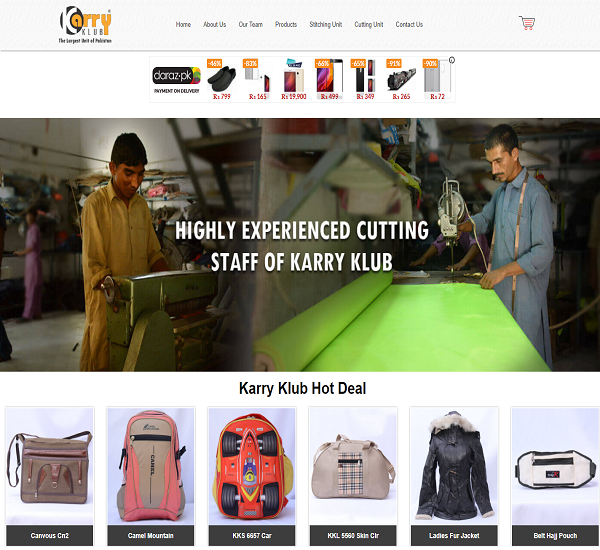 Karry
KLUB
The Largest Unit of Pakistan
Home About Us Our Team Products Stitching Unit Cutting Unit Contact Us
daraz.pk
PAYMENT ON DELIVERY
-46% -83% -66% -65% -91% -90%
Rs 799 Rs 165 Rs 19,900 Rs 499 Rs 349 Rs 265 Rs 72
HIGHLY EXPERIENCED CUTTING
STAFF OF KARRY KLUB
Karry Klub Hot Deal
CAMEL
Canvous Cn2 Camel Mountain KKS 6657 Car KKL 5560 Skin Clr Ladies Fur Jacket Belt Hajj Pouch